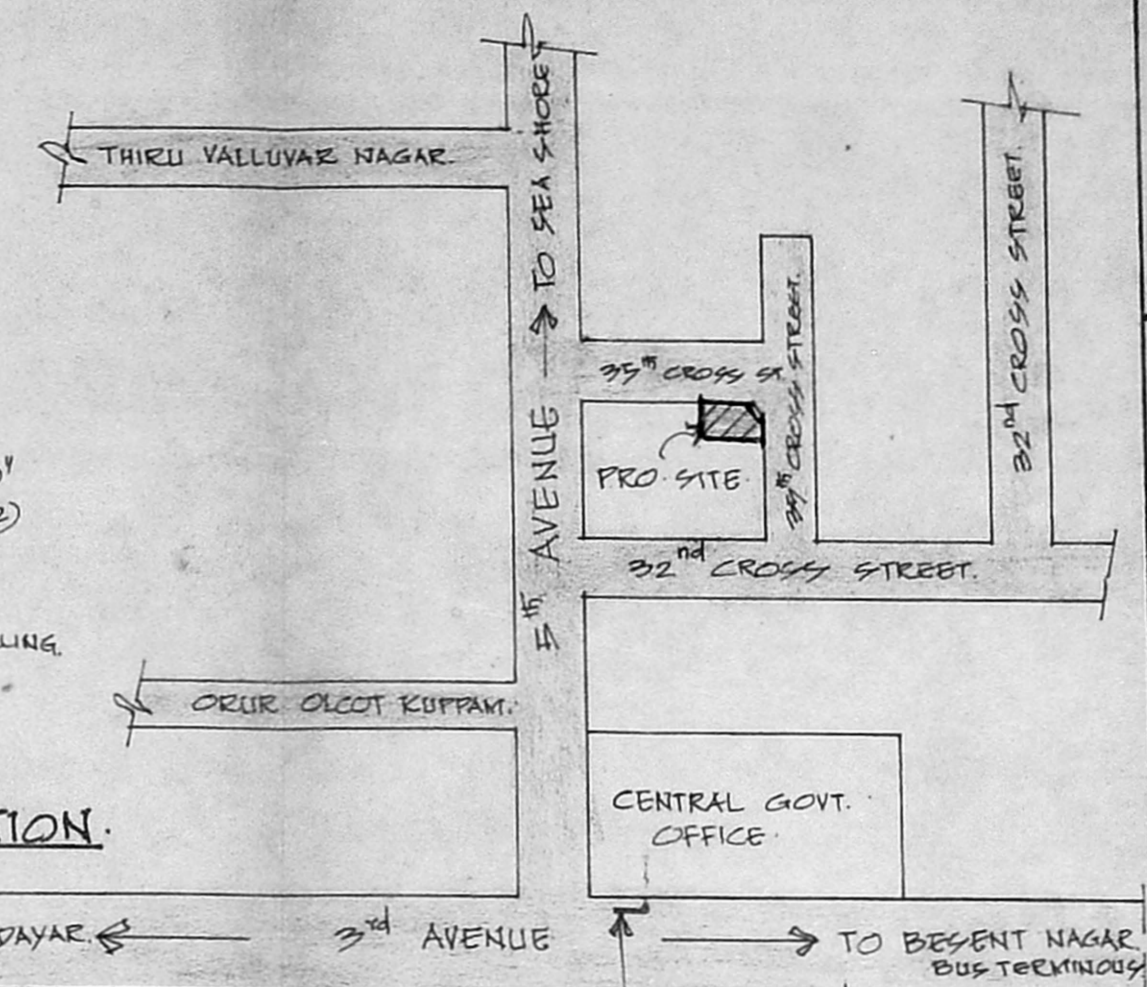 THIRU VALLUVAR NAGAR.
5th AVENUE → TO SEA SHORE
35th CROSS ST.
35th CROSS STREET.
32nd CROSS STREET.
PRO. SITE.
32nd CROSS STREET.
LING.
ORUR OLCOT KUPPAM.
CENTRAL GOVT.
OFFICE.
TION.
DAYAR. ←
3rd AVENUE
→ TO BESENT NAGAR.
BUS TERMINOUS